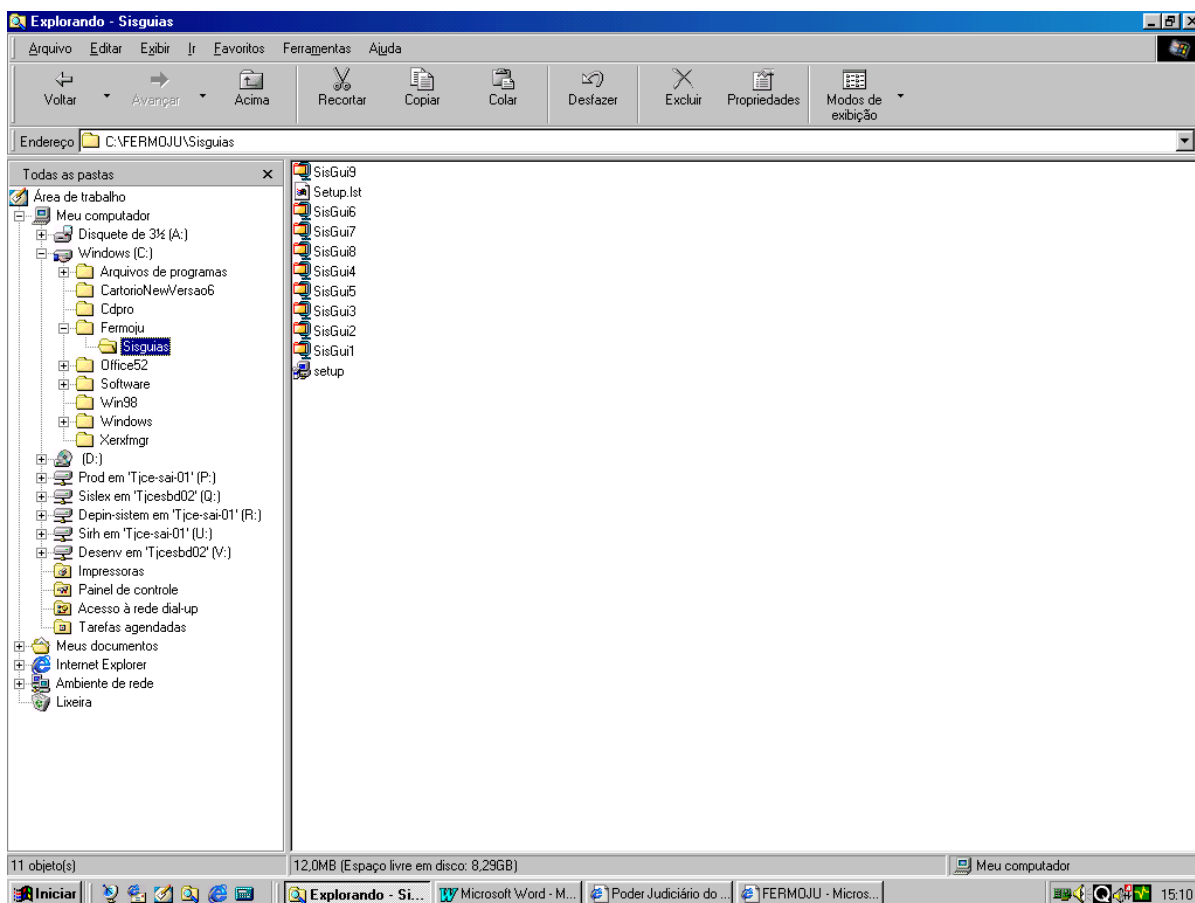 Explorando - Sisguias
Arquivo Editar Exibir Ir Favoritos Ferramentas Ajuda
Voltar Avançar Acima Recortar Copiar Colar Desfazer Excluir Propriedades Modos de exibição
Endereço C:\FERMOJU\Sisguias
Todas as pastas
Área de trabalho
Meu computador
Disquete de 3½ (A:)
Windows (C:)
Arquivos de programas
CartorioNewVersao6
Cdpro
Fermoju
Sisguias
Office52
Software
Win98
Windows
Xerxfmgr
(D:)
Prod em 'Tjce-sai-01' (P:)
Sislex em 'Tjcesbd02' (Q:)
Depin-sistem em 'Tjce-sai-01' (R:)
Sirh em 'Tjce-sai-01' (U:)
Desenv em 'Tjcesbd02' (V:)
Impressoras
Painel de controle
Acesso à rede dial-up
Tarefas agendadas
Meus documentos
Internet Explorer
Ambiente de rede
Lixeira
SisGui9
Setup.lst
SisGui6
SisGui7
SisGui8
SisGui4
SisGui5
SisGui3
SisGui2
SisGui1
setup
11 objeto(s) 12,0MB (Espaço livre em disco: 8,29GB) Meu computador
Iniciar Explorando - Si... Microsoft Word - M... Poder Judiciário do ... FERMOJU - Micros... 15:10